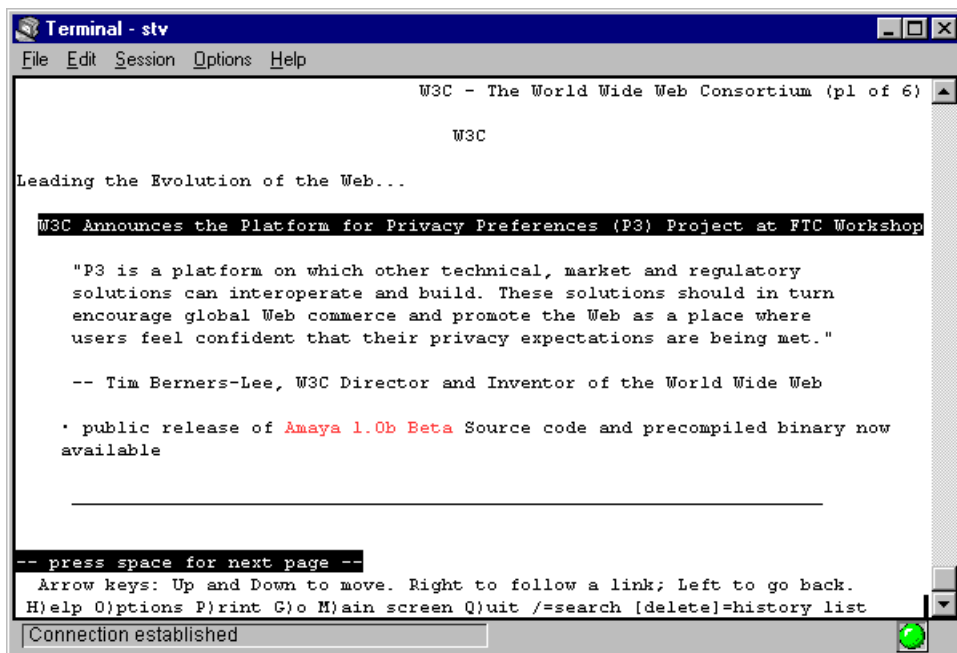 Terminal - stv
File Edit Session Options Help
W3C - The World Wide Web Consortium (p1 of 6)
W3C
Leading the Evolution of the Web...
W3C Announces the Platform for Privacy Preferences (P3) Project at FTC Workshop
"P3 is a platform on which other technical, market and regulatory
solutions can interoperate and build. These solutions should in turn
encourage global Web commerce and promote the Web as a place where
users feel confident that their privacy expectations are being met."
-- Tim Berners-Lee, W3C Director and Inventor of the World Wide Web
· public release of Amaya 1.0b Beta Source code and precompiled binary now
available
-- press space for next page --
Arrow keys: Up and Down to move. Right to follow a link; Left to go back.
H)elp O)ptions P)rint G)o M)ain screen Q)uit /=search [delete]=history list
Connection established